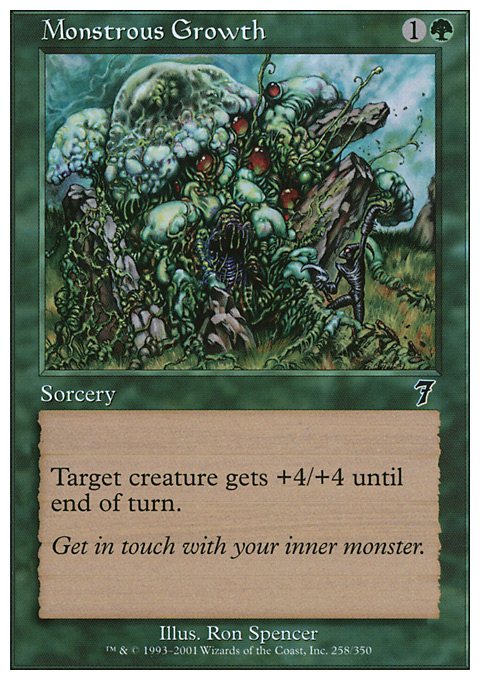 Monstrous Growth 1
Sorcery 7
Target creature gets +4/+4 until
end of turn.
Get in touch with your inner monster.
Illus. Ron Spencer
™ & © 1993–2001 Wizards of the Coast, Inc. 258/350